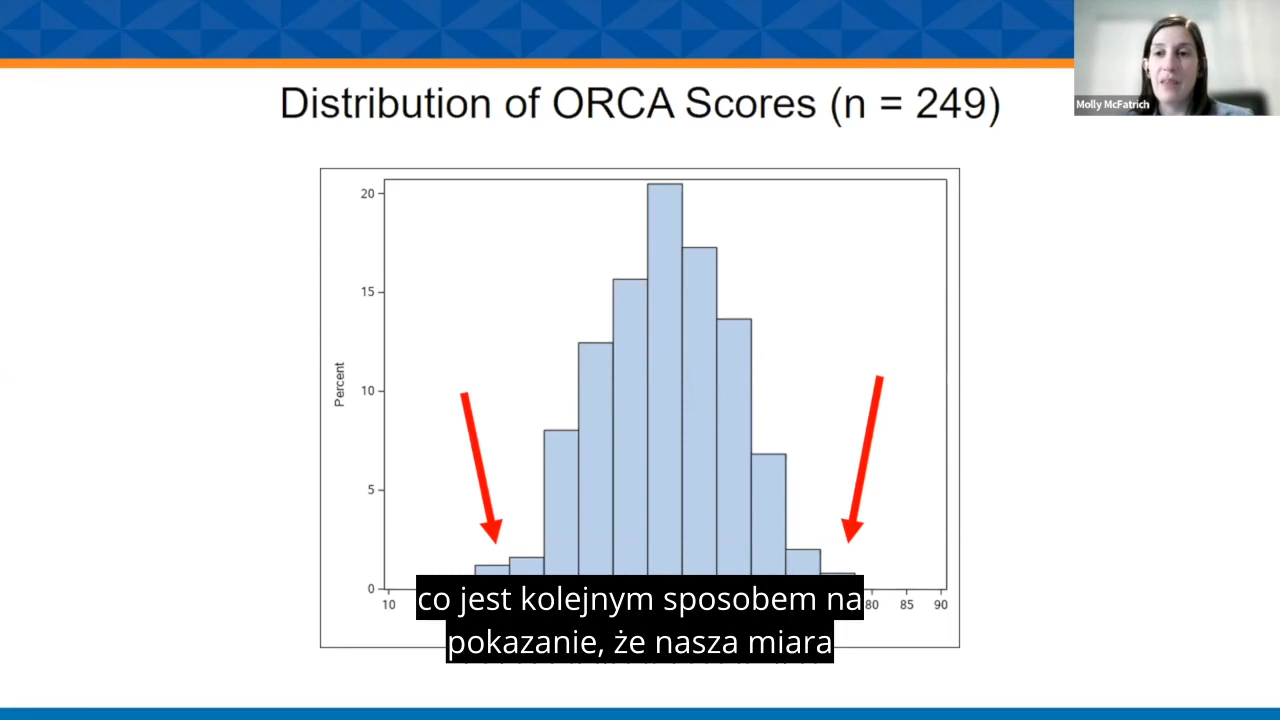 Molly McFatrich
Distribution of ORCA Scores (n = 249)
20
15
10
5
0
Percent
10
80
85
90
co jest kolejnym sposobem na
pokazanie, że nasza miara